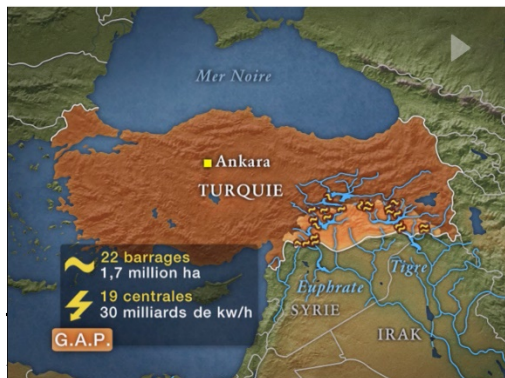 Mer Noire
Ankara
TURQUIE
22 barrages
1,7 million ha
19 centrales
30 milliards de kw/h
G.A.P.
Euphrate
Tigre
SYRIE
IRAK